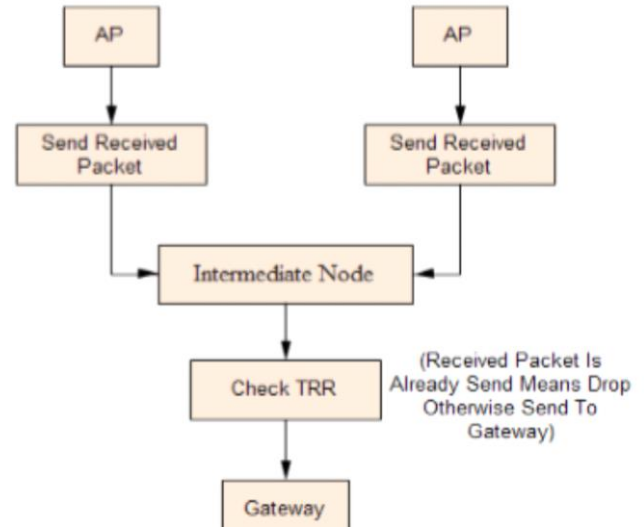 AP
AP
Send Received
Packet
Send Received
Packet
Intermediate Node
Check TRR
(Received Packet Is
Already Send Means Drop
Otherwise Send To
Gateway)
Gateway